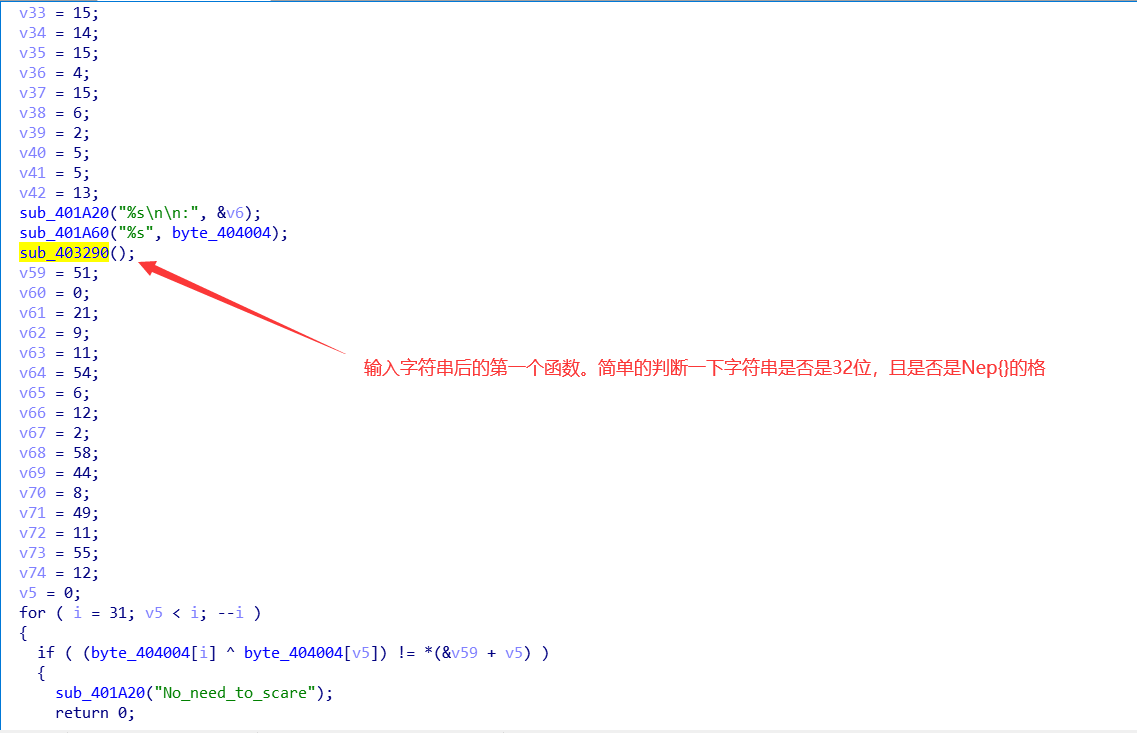 v33 = 15;
v34 = 14;
v35 = 15;
v36 = 4;
v37 = 15;
v38 = 6;
v39 = 2;
v40 = 5;
v41 = 5;
v42 = 13;
sub_401A20("%s\n\n:", &v6);
sub_401A60("%s", byte_404004);
sub_403290();
v59 = 51;
v60 = 0;
v61 = 21;
v62 = 9;
v63 = 11;
输入字符串后的第一个函数。简单的判断一下字符串是否是32位，且是否是Nep{}的格
v64 = 54;
v65 = 6;
v66 = 12;
v67 = 2;
v68 = 58;
v69 = 44;
v70 = 8;
v71 = 49;
v72 = 11;
v73 = 55;
v74 = 12;
v5 = 0;
for ( i = 31; v5 < i; --i )
{
if ( (byte_404004[i] ^ byte_404004[v5]) != *(&v59 + v5) )
{
sub_401A20("No_need_to_scare");
return 0;